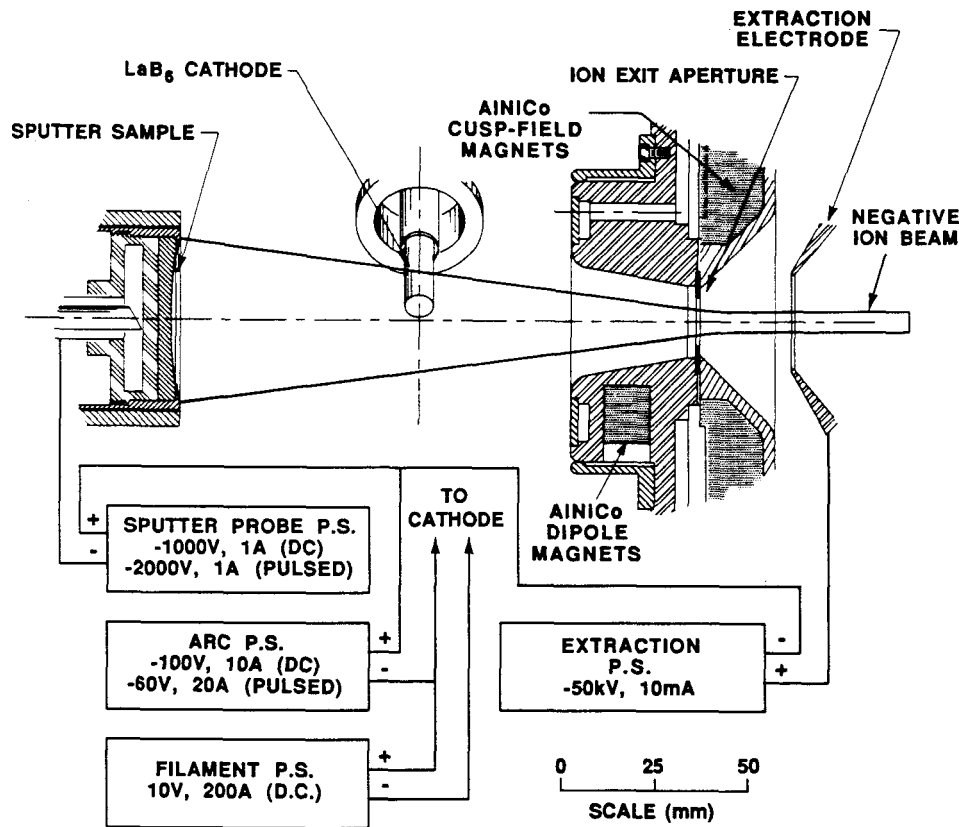 EXTRACTION
ELECTRODE
LaB6 CATHODE
ION EXIT APERTURE
SPUTTER SAMPLE
AlNiCo
CUSP-FIELD
MAGNETS
NEGATIVE
ION BEAM
TO
CATHODE
AlNiCo
DIPOLE
MAGNETS
+
-
SPUTTER PROBE P.S.
-1000V, 1A (DC)
-2000V, 1A (PULSED)
ARC P.S.
-100V, 10A (DC)
-60V, 20A (PULSED)
+
-
EXTRACTION
P.S.
-50kV, 10mA
-
+
FILAMENT P.S.
10V, 200A (D.C.)
+
-
0 25 50
SCALE (mm)